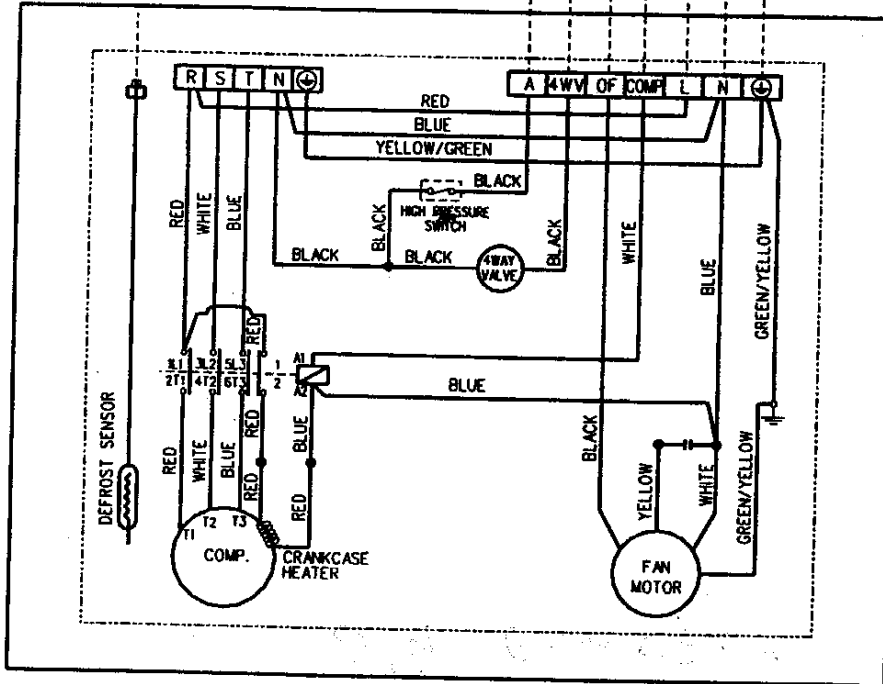 R S T N
A 4WV OF COMP L N
RED
BLUE
YELLOW/GREEN
BLACK
HIGH PRESSURE
SWITCH
RED
WHITE
BLUE
BLACK
BLACK
BLACK
4WAY
VALVE
BLACK
WHITE
BLUE
GREEN/YELLOW
RED
1L1 3L2 5L3 1
2T1 4T2 6T3 2
A1
A2
BLUE
DEFROST SENSOR
RED
WHITE
BLUE
RED
RED
BLUE
RED
BLACK
YELLOW
WHITE
GREEN/YELLOW
T1 T2 T3
COMP.
CRANKCASE
HEATER
FAN
MOTOR